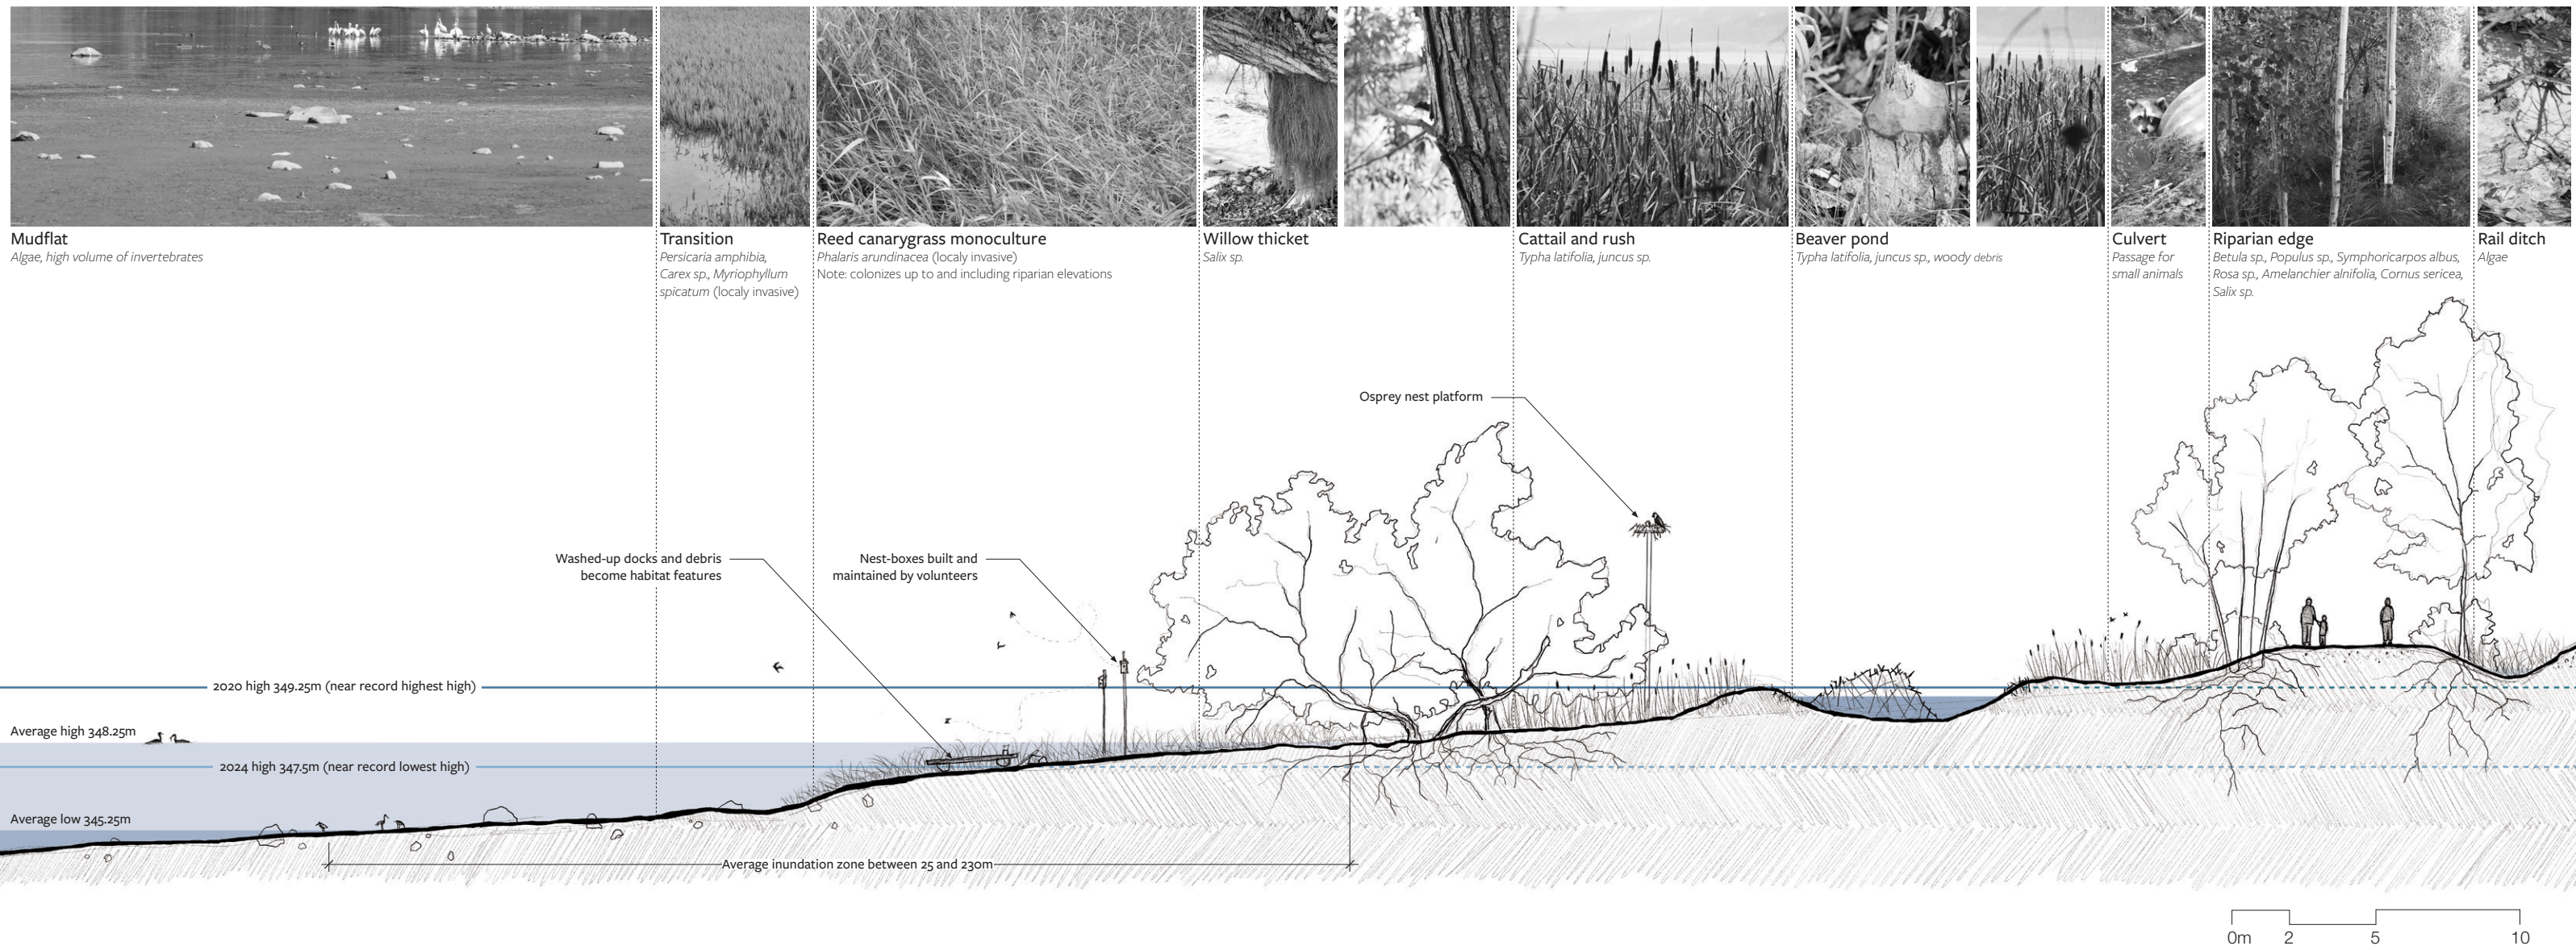 Mudflat
Algae, high volume of invertebrates
Transition
Persicaria amphibia,
Carex sp., Myriophyllum
spicatum (localy invasive)
Reed canarygrass monoculture
Phalaris arundinacea (localy invasive)
Note: colonizes up to and including riparian elevations
Willow thicket
Salix sp.
Cattail and rush
Typha latifolia, juncus sp.
Beaver pond
Typha latifolia, juncus sp., woody debris
Culvert
Passage for
small animals
Riparian edge
Betula sp., Populus sp., Symphoricarpos albus,
Rosa sp., Amelanchier alnifolia, Cornus sericea,
Salix sp.
Rail ditch
Algae
Osprey nest platform
Washed-up docks and debris
become habitat features
Nest-boxes built and
maintained by volunteers
2020 high 349.25m (near record highest high)
Average high 348.25m
2024 high 347.5m (near record lowest high)
Average low 345.25m
Average inundation zone between 25 and 230m
0m 2 5 10